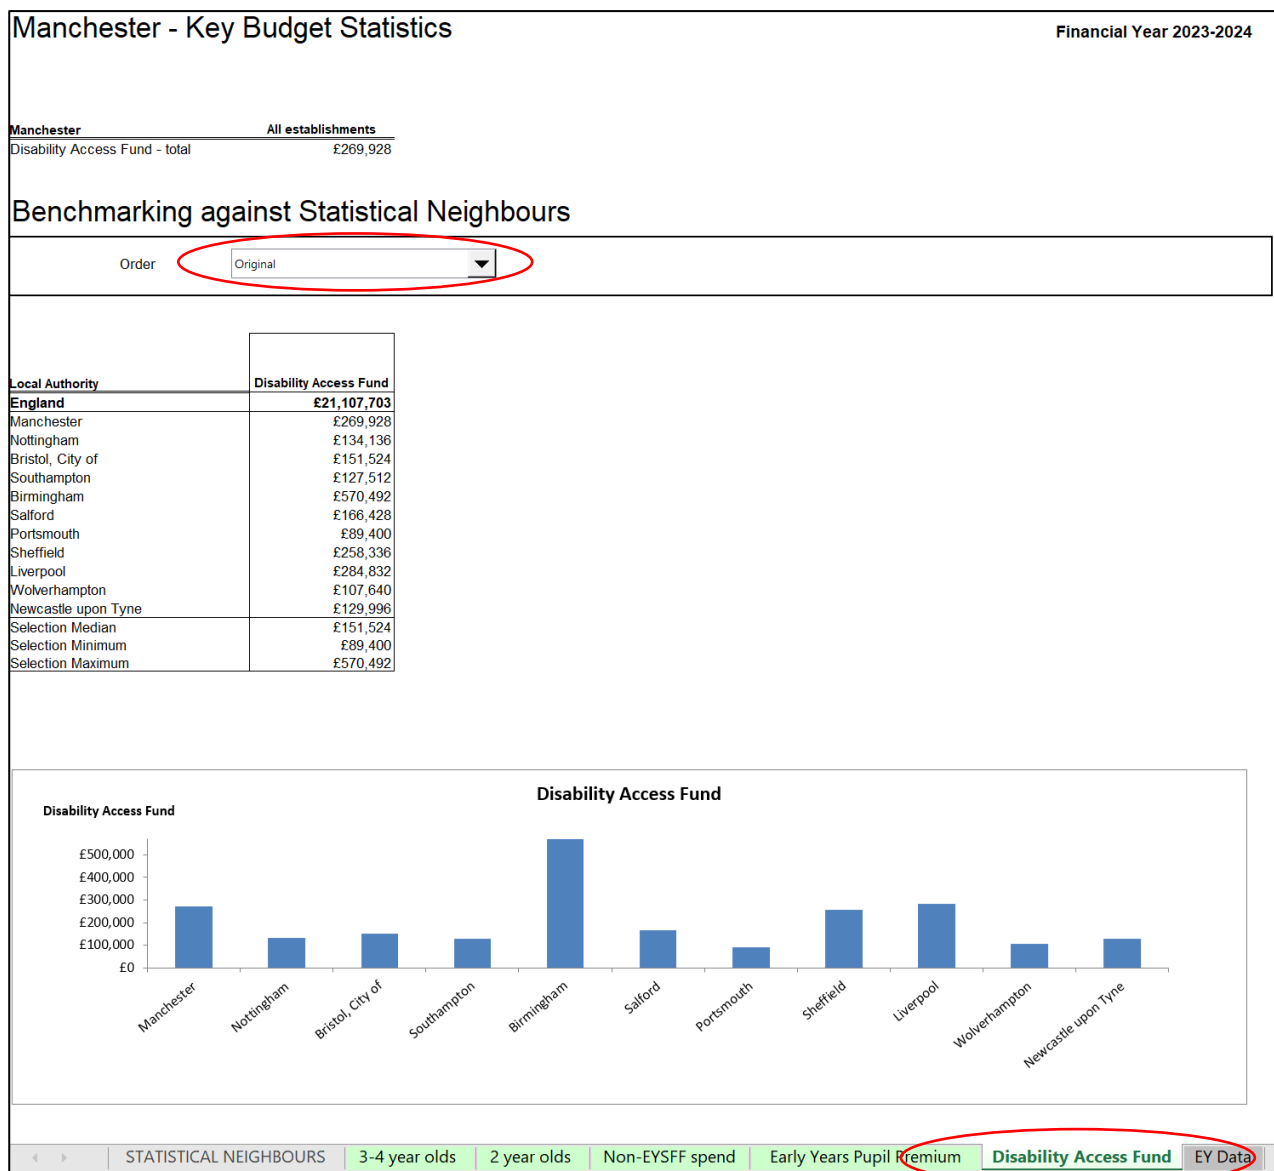 Manchester - Key Budget Statistics
Financial Year 2023-2024
Manchester All establishments
Disability Access Fund - total £269,928
Benchmarking against Statistical Neighbours
Order Original
Local Authority Disability Access Fund
England £21,107,703
Manchester £269,928
Nottingham £134,136
Bristol, City of £151,524
Southampton £127,512
Birmingham £570,492
Salford £166,428
Portsmouth £89,400
Sheffield £258,336
Liverpool £284,832
Wolverhampton £107,640
Newcastle upon Tyne £129,996
Selection Median £151,524
Selection Minimum £89,400
Selection Maximum £570,492
Disability Access Fund
Disability Access Fund
£500,000
£400,000
£300,000
£200,000
£100,000
£0
Manchester
Nottingham
Bristol, City of
Southampton
Birmingham
Salford
Portsmouth
Sheffield
Liverpool
Wolverhampton
Newcastle upon Tyne
STATISTICAL NEIGHBOURS 3-4 year olds 2 year olds Non-EYSFF spend Early Years Pupil Premium Disability Access Fund EY Data